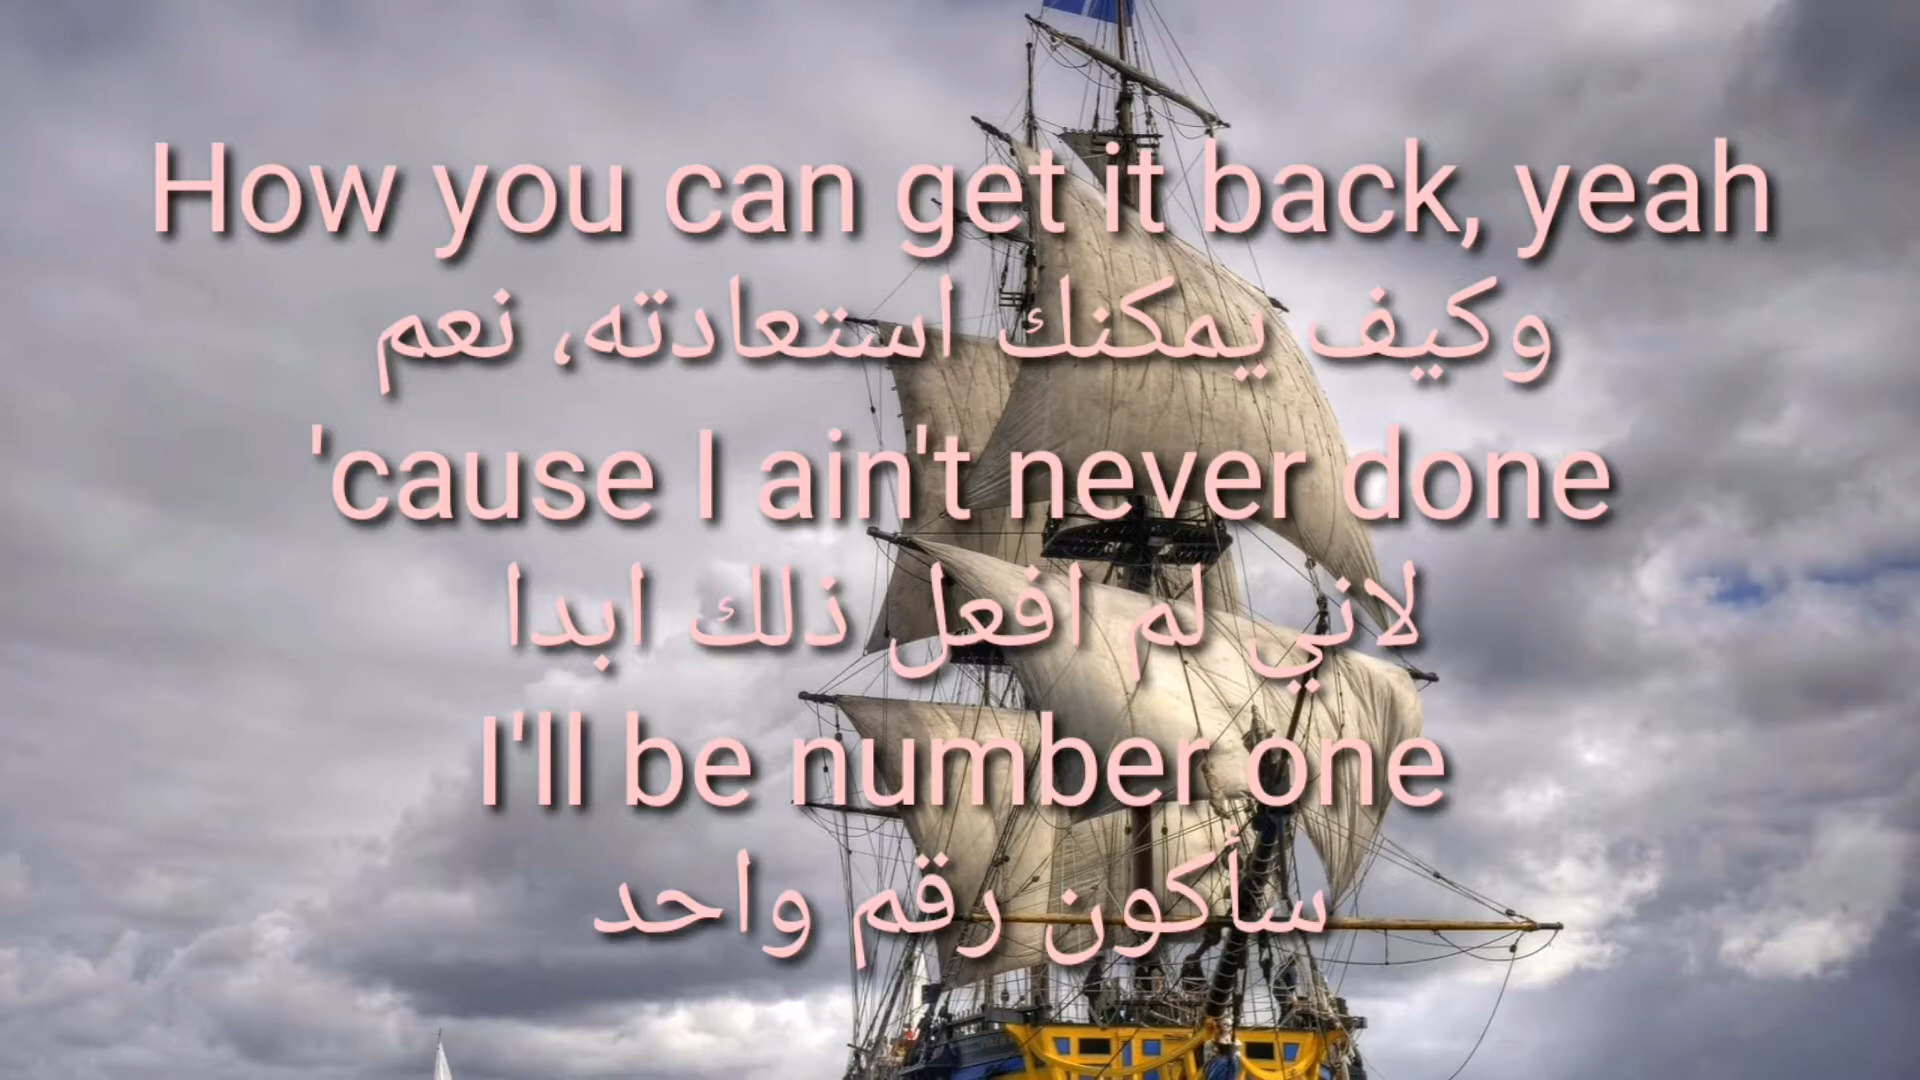 How you can get it back, yeah
وكيف يمكنك استعادته، نعم
'cause I ain't never done
لاني لم افعل ذلك ابدا
I'll be number one
سأكون رقم واحد